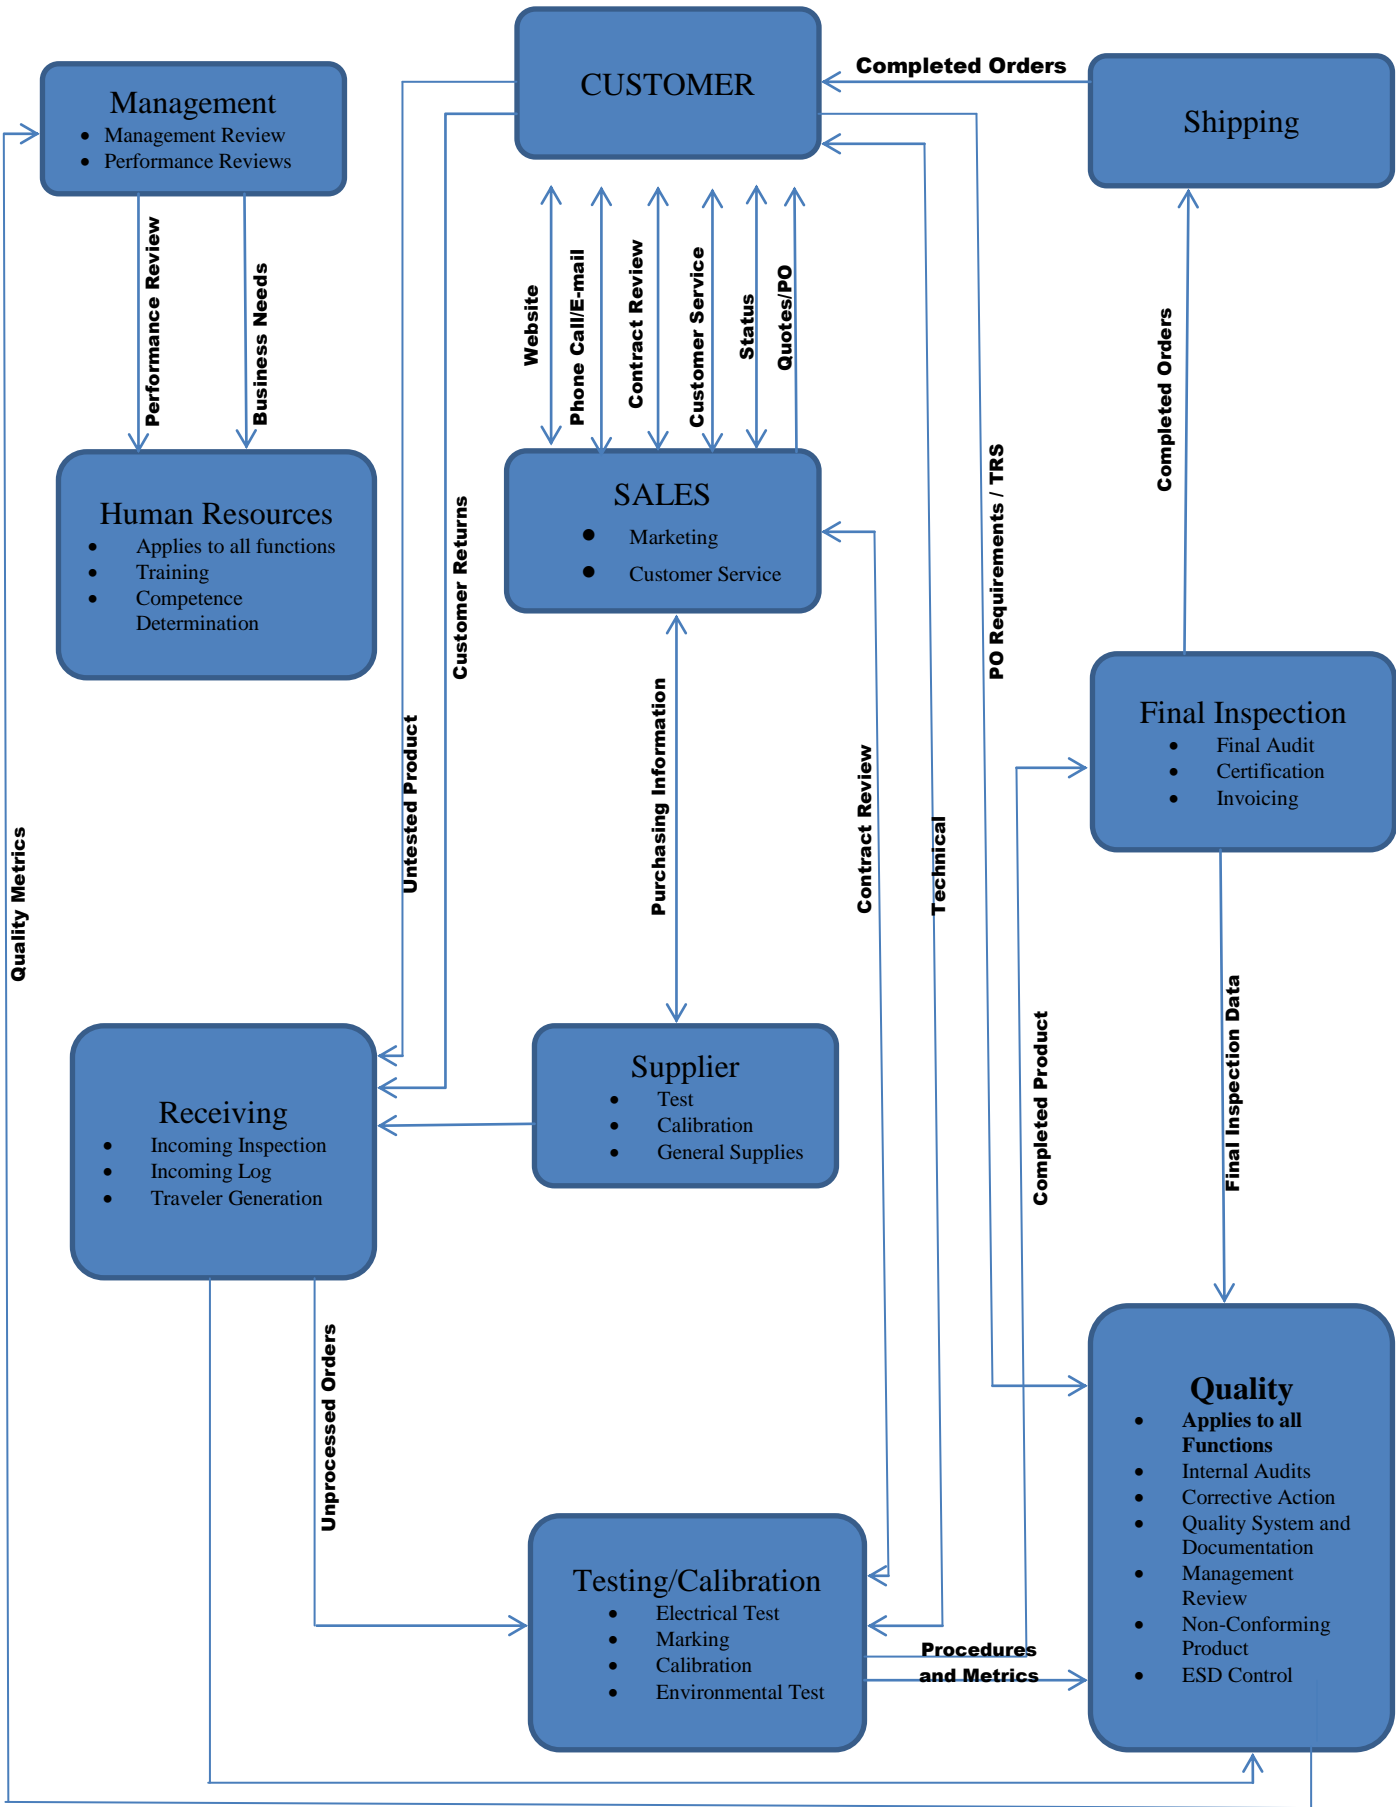 CUSTOMER
Completed Orders
Shipping
Management
• Management Review
• Performance Reviews
Performance Review
Business Needs
Website
Phone Call/E-mail
Contract Review
Customer Service
Status
Quotes/PO
Completed Orders
Human Resources
• Applies to all functions
• Training
• Competence
Determination
SALES
• Marketing
• Customer Service
Customer Returns
PO Requirements / TRS
Untested Product
Purchasing Information
Contract Review
Technical
Final Inspection
• Final Audit
• Certification
• Invoicing
Quality Metrics
Completed Product
Final Inspection Data
Receiving
• Incoming Inspection
• Incoming Log
• Traveler Generation
Supplier
• Test
• Calibration
• General Supplies
Unprocessed Orders
Quality
• Applies to all
Functions
• Internal Audits
• Corrective Action
• Quality System and
Documentation
• Management
Review
• Non-Conforming
Product
• ESD Control
Testing/Calibration
• Electrical Test
• Marking
• Calibration
• Environmental Test
Procedures
and Metrics